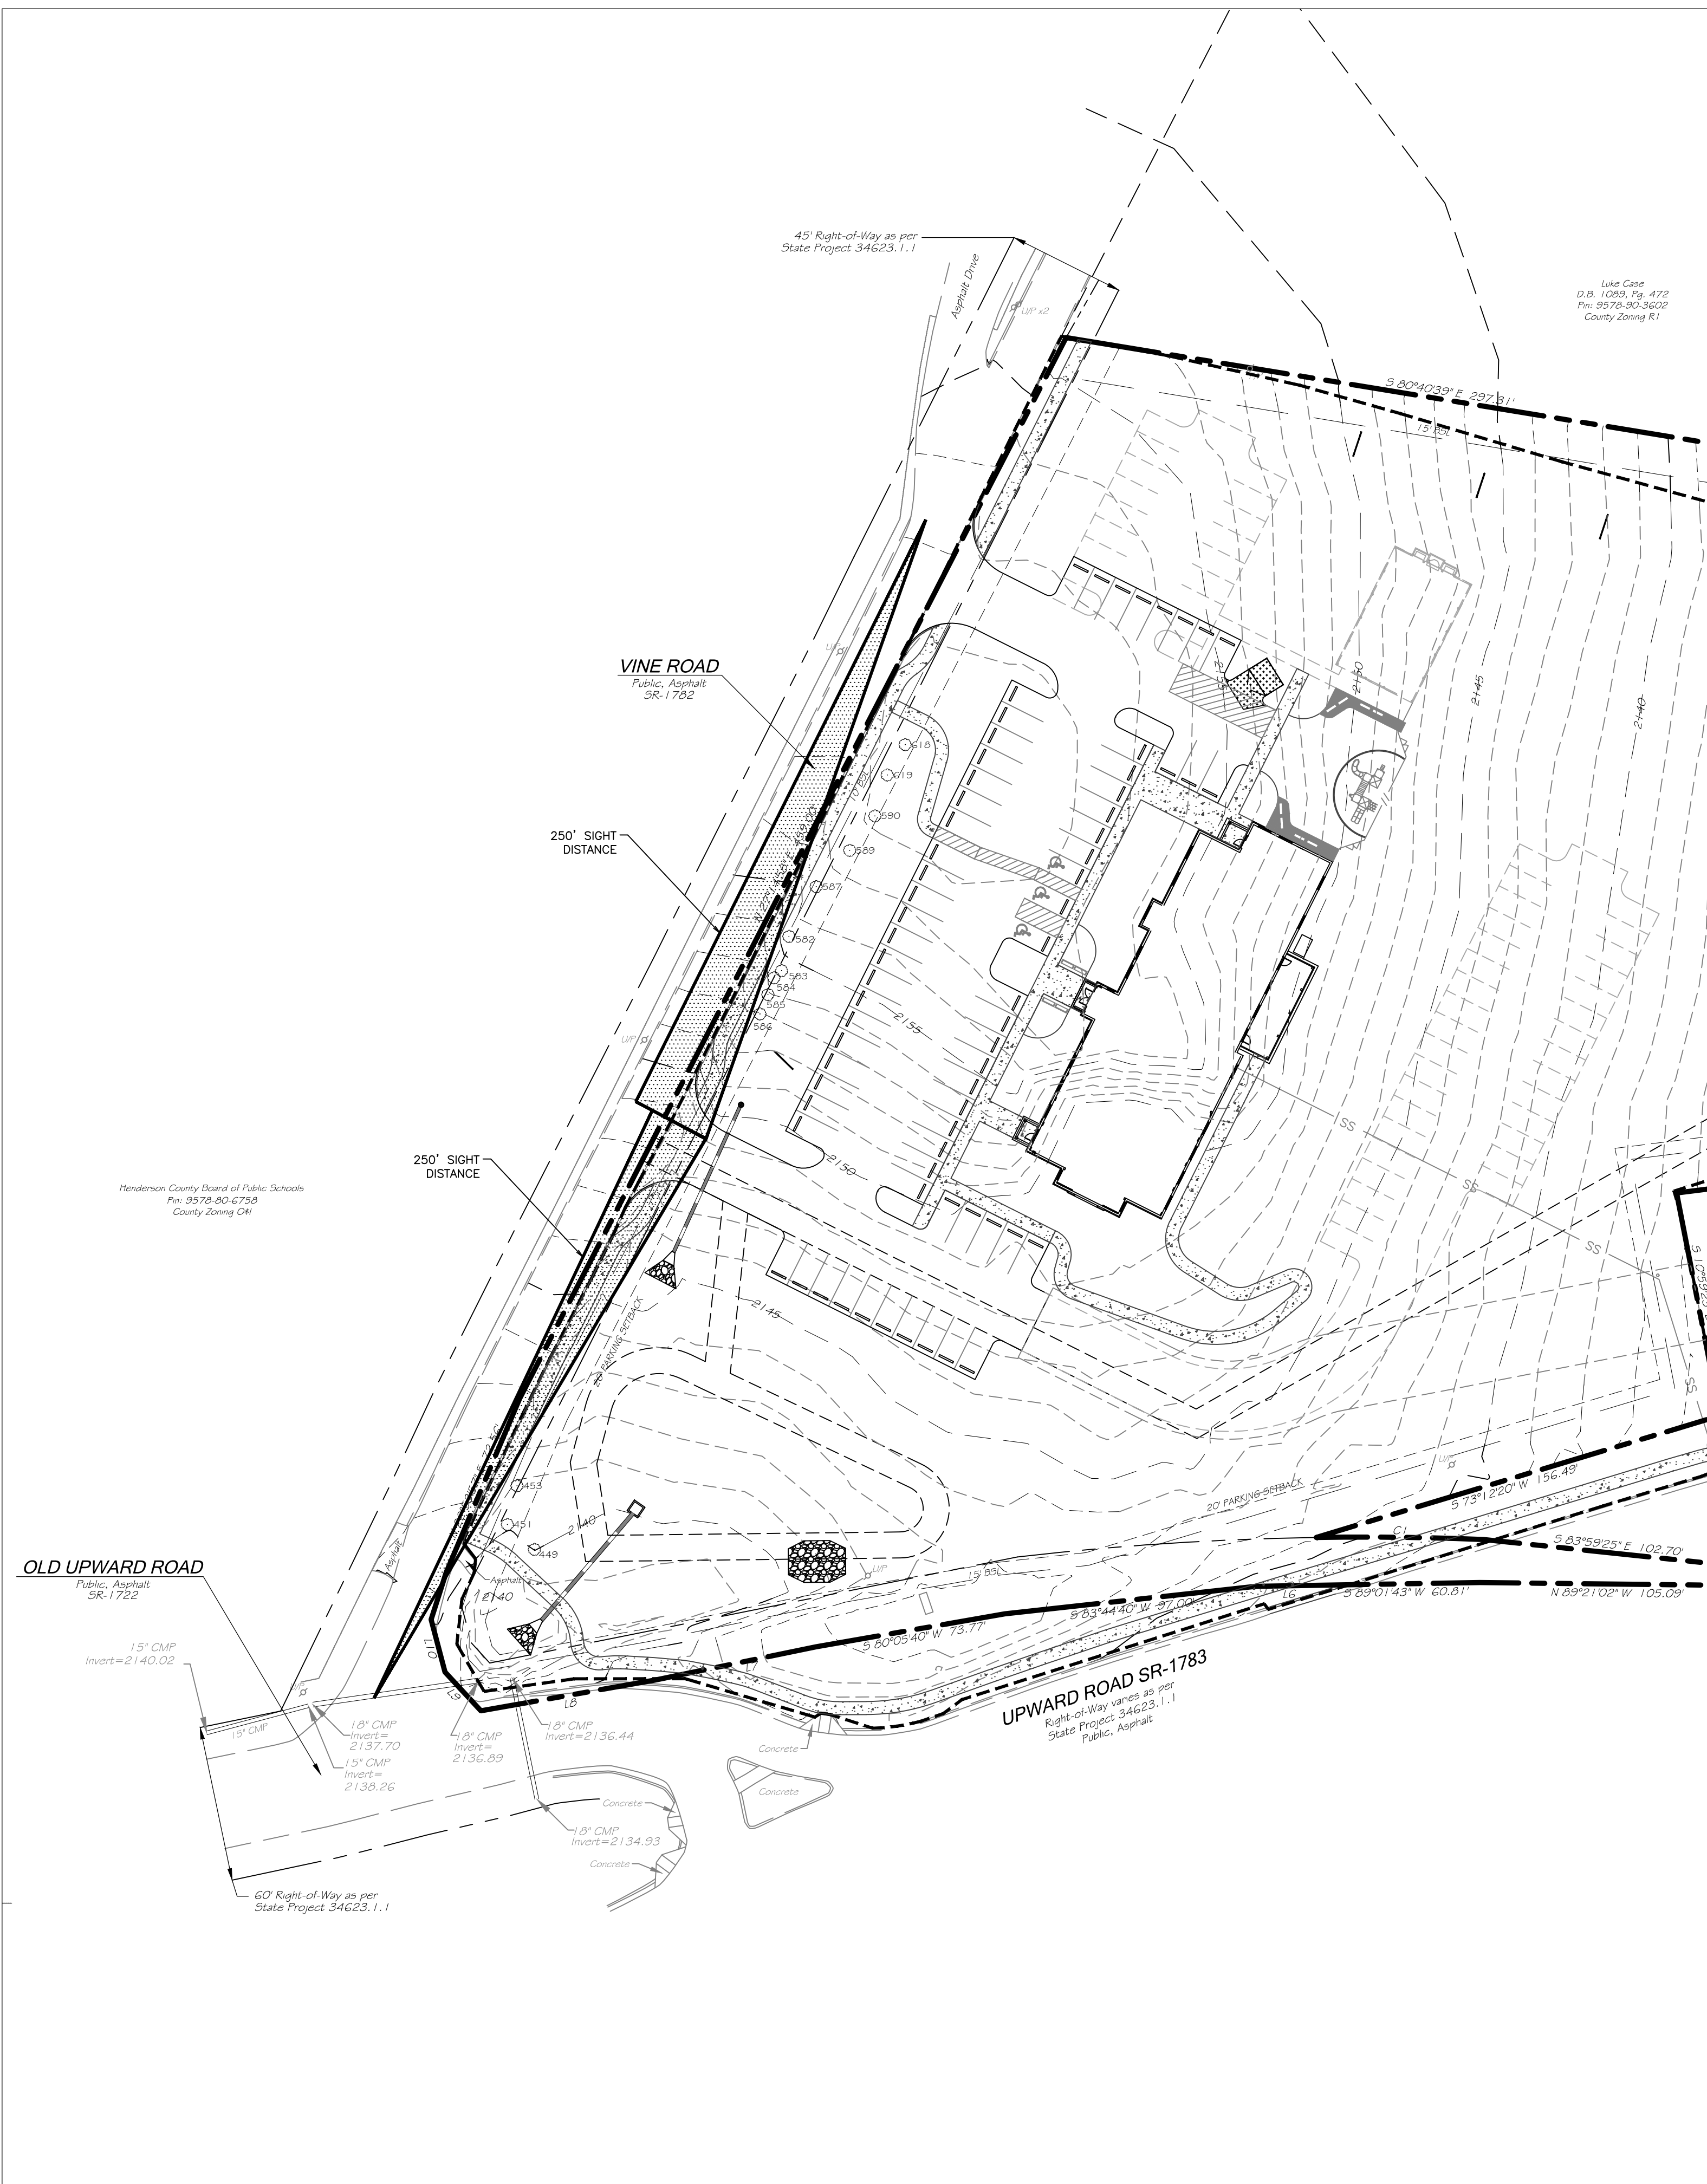 45' Right-of-Way as per
State Project 34623.1.1
Asphalt Drive
U/P x2
Luke Case
D.B. 1089, Pg. 472
Pin: 9578-90-3602
County Zoning R1
S 80°40'39" E 297.31'
15' BSL
VINE ROAD
Public, Asphalt
SR-1782
U/P
2155
2150
2145
2140
618
619
590
589
587
582
583
584
585
586
250' SIGHT
DISTANCE
2155
U/P
2150
SS
SS
SS
SS
250' SIGHT
DISTANCE
Henderson County Board of Public Schools
Pin: 9578-80-6758
County Zoning O&I
20' PARKING SETBACK
2145
453
451
449
2140
Asphalt
Asphalt
2140
U/P
15' BSL
20' PARKING SETBACK
U/P
S 73°12'20" W 156.49'
C1
S 83°59'25" E 102.70'
L6
S 89°01'43" W 60.81'
N 89°21'02" W 105.09'
S 83°44'40" W 97.00'
S 80°05'40" W 73.77'
L7
L8
L9
L10
OLD UPWARD ROAD
Public, Asphalt
SR-1722
15" CMP
Invert=2140.02
U/P
15" CMP
18" CMP
Invert=
2137.70
15" CMP
Invert=
2138.26
18" CMP
Invert=
2136.89
18" CMP
Invert=2136.44
UPWARD ROAD SR-1783
Right-of-Way varies as per
State Project 34623.1.1
Public, Asphalt
Concrete
Concrete
Concrete
18" CMP
Invert=2134.93
Concrete
60' Right-of-Way as per
State Project 34623.1.1